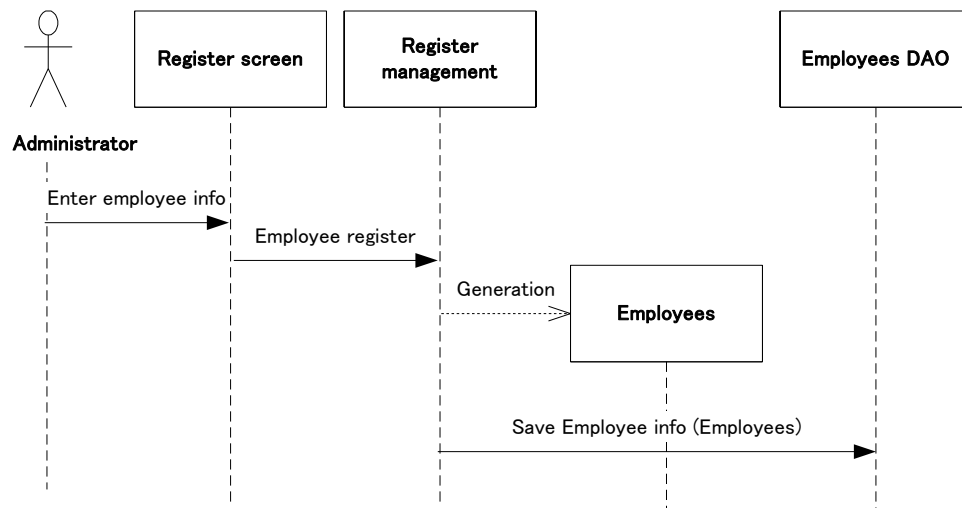 Register screen
Register
management
Employees DAO
Administrator
Enter employee info
Employee register
Generation
Employees
Save Employee info (Employees)